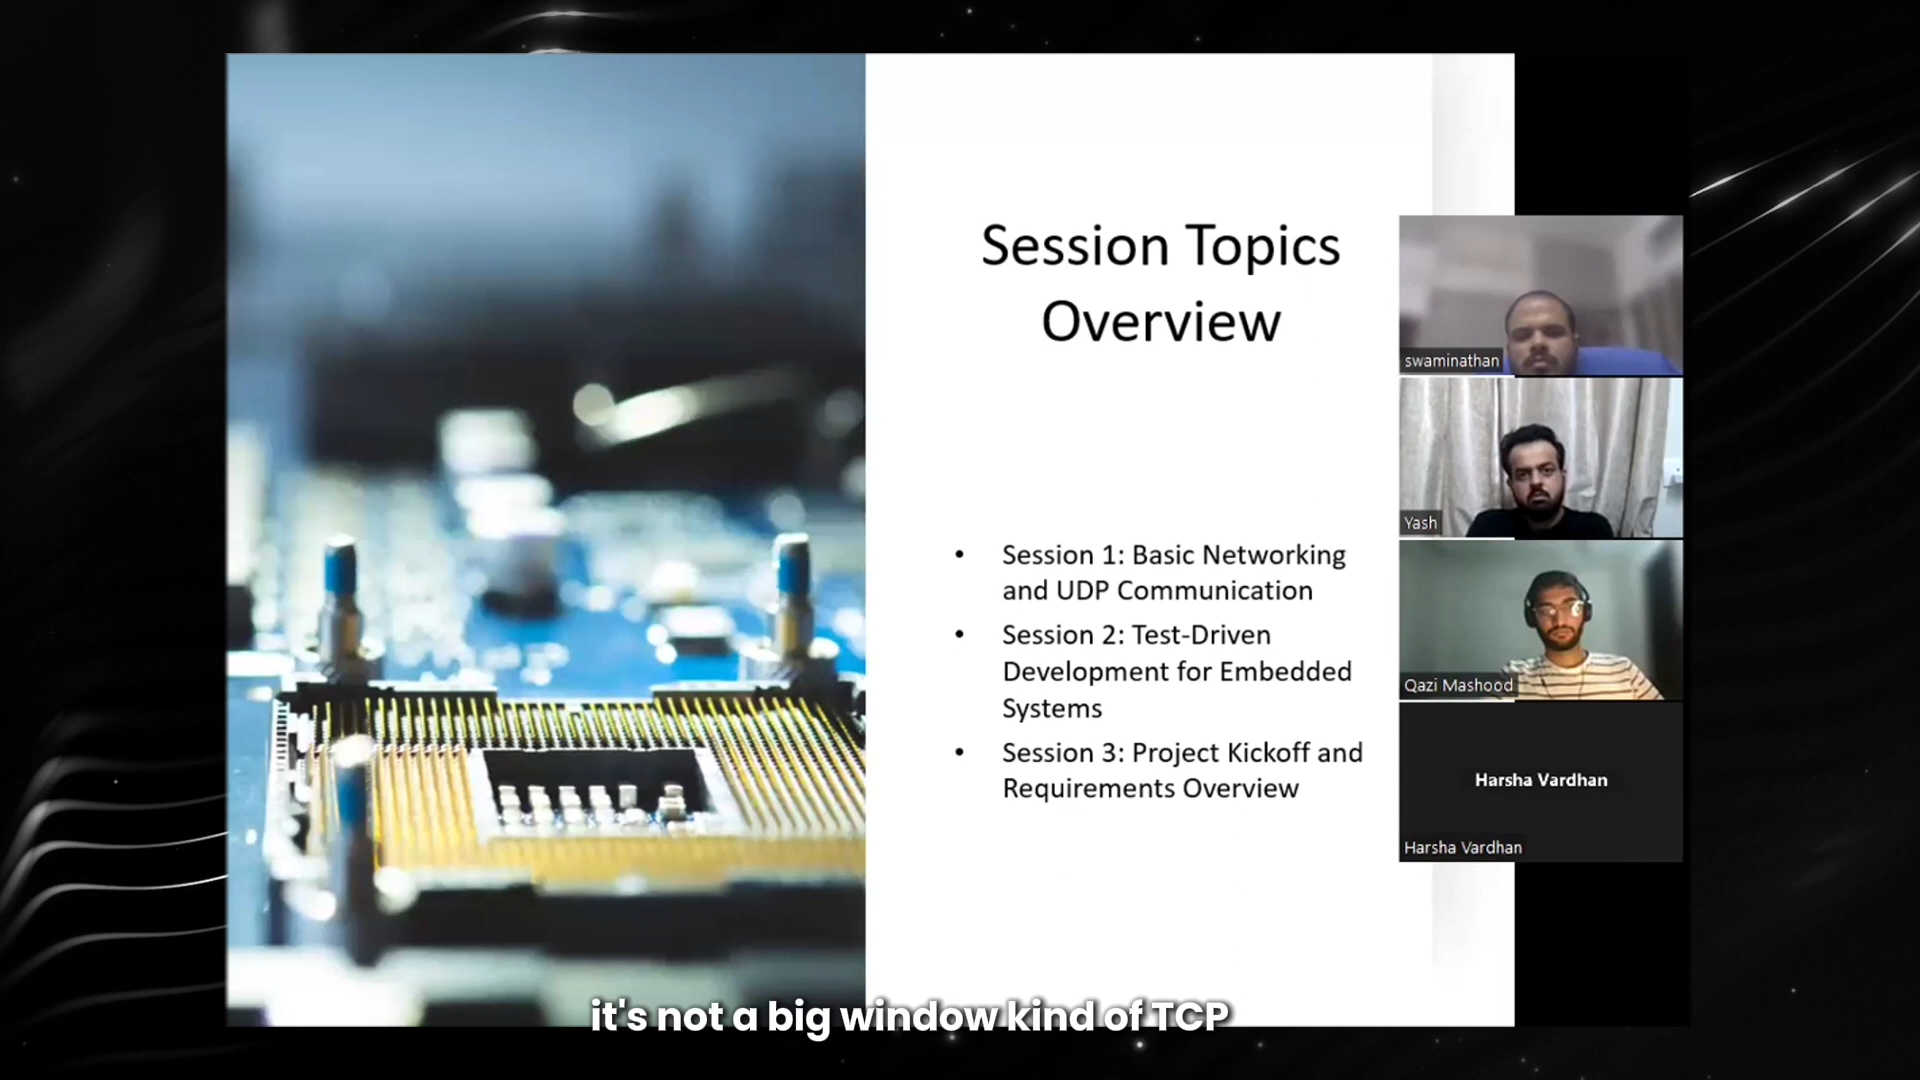 Session Topics
Overview
Session 1: Basic Networking
and UDP Communication
Session 2: Test-Driven
Development for Embedded
Systems
Session 3: Project Kickoff and
Requirements Overview
swaminathan
Yash
Qazi Mashood
Harsha Vardhan
Harsha Vardhan
it's not a big window kind of TCP